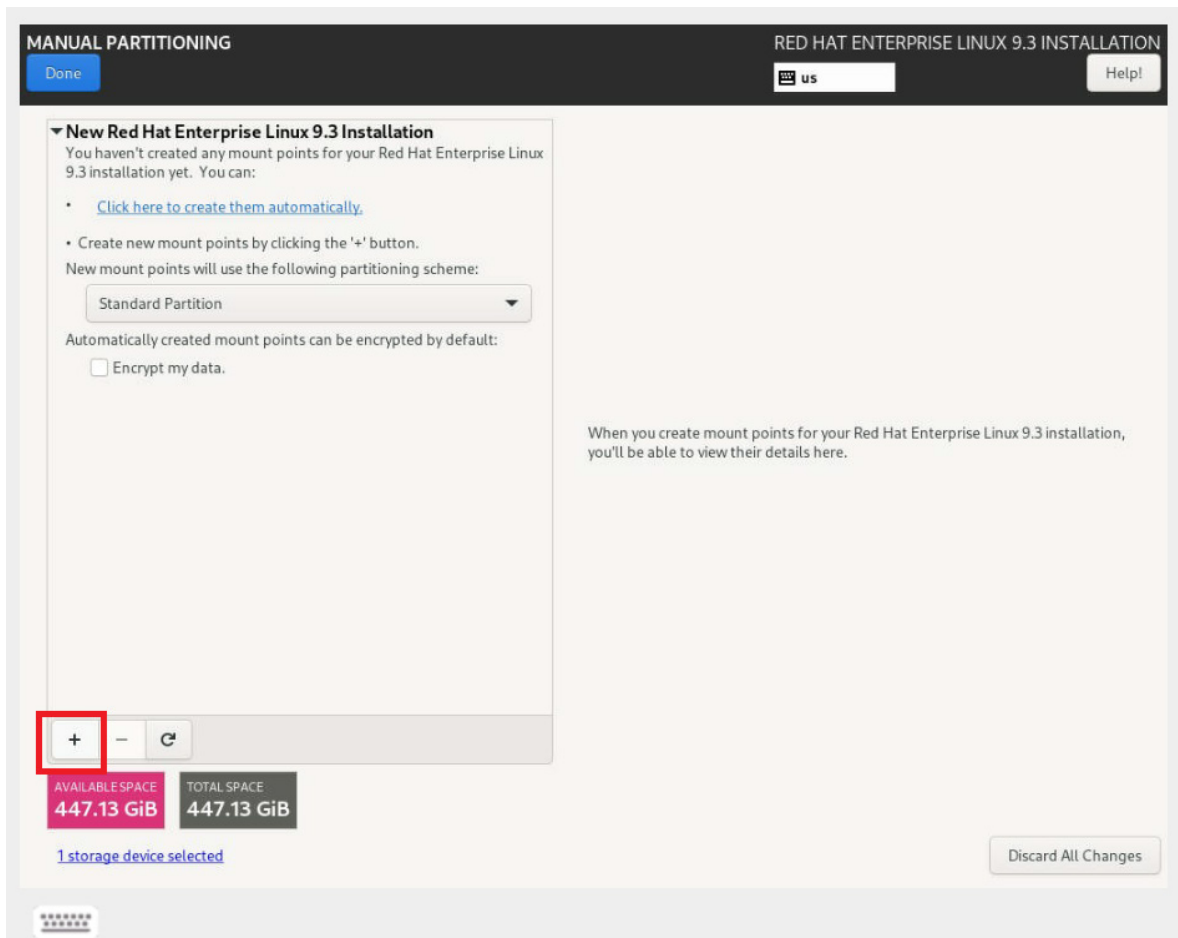 MANUAL PARTITIONING
RED HAT ENTERPRISE LINUX 9.3 INSTALLATION
Done
us
Help!
New Red Hat Enterprise Linux 9.3 Installation
You haven't created any mount points for your Red Hat Enterprise Linux
9.3 installation yet. You can:
• Click here to create them automatically.
• Create new mount points by clicking the '+' button.
New mount points will use the following partitioning scheme:
Standard Partition
Automatically created mount points can be encrypted by default:
Encrypt my data.
When you create mount points for your Red Hat Enterprise Linux 9.3 installation,
you'll be able to view their details here.
+ −
AVAILABLE SPACE
447.13 GiB
TOTAL SPACE
447.13 GiB
1 storage device selected
Discard All Changes